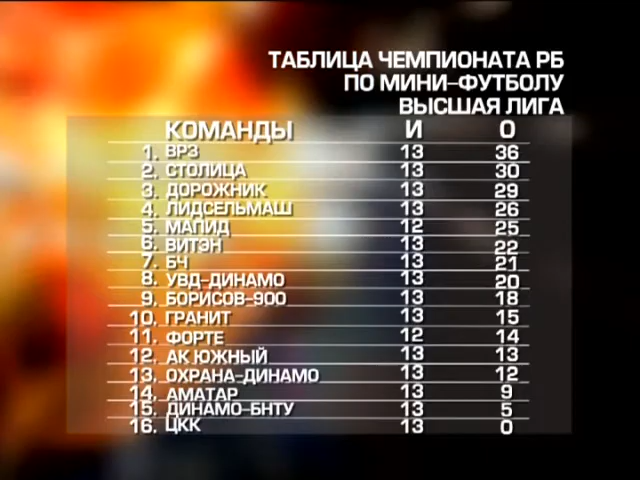 ТАБЛИЦА ЧЕМПИОНАТА РБ
ПО МИНИ-ФУТБОЛУ
ВЫСШАЯ ЛИГА
КОМАНДЫ И О
1. ВРЗ 13 36
2. СТОЛИЦА 13 30
3. ДОРОЖНИК 13 29
4. ЛИДСЕЛЬМАШ 13 26
5. МАПИД 12 25
6. ВИТЭН 13 22
7. БЧ 13 21
8. УВД-ДИНАМО 13 20
9. БОРИСОВ-900 13 18
10. ГРАНИТ 13 15
11. ФОРТЕ 12 14
12. АК ЮЖНЫЙ 13 13
13. ОХРАНА-ДИНАМО 13 12
14. АМАТАР 13 9
15. ДИНАМО-БНТУ 13 5
16. ЦКК 13 0